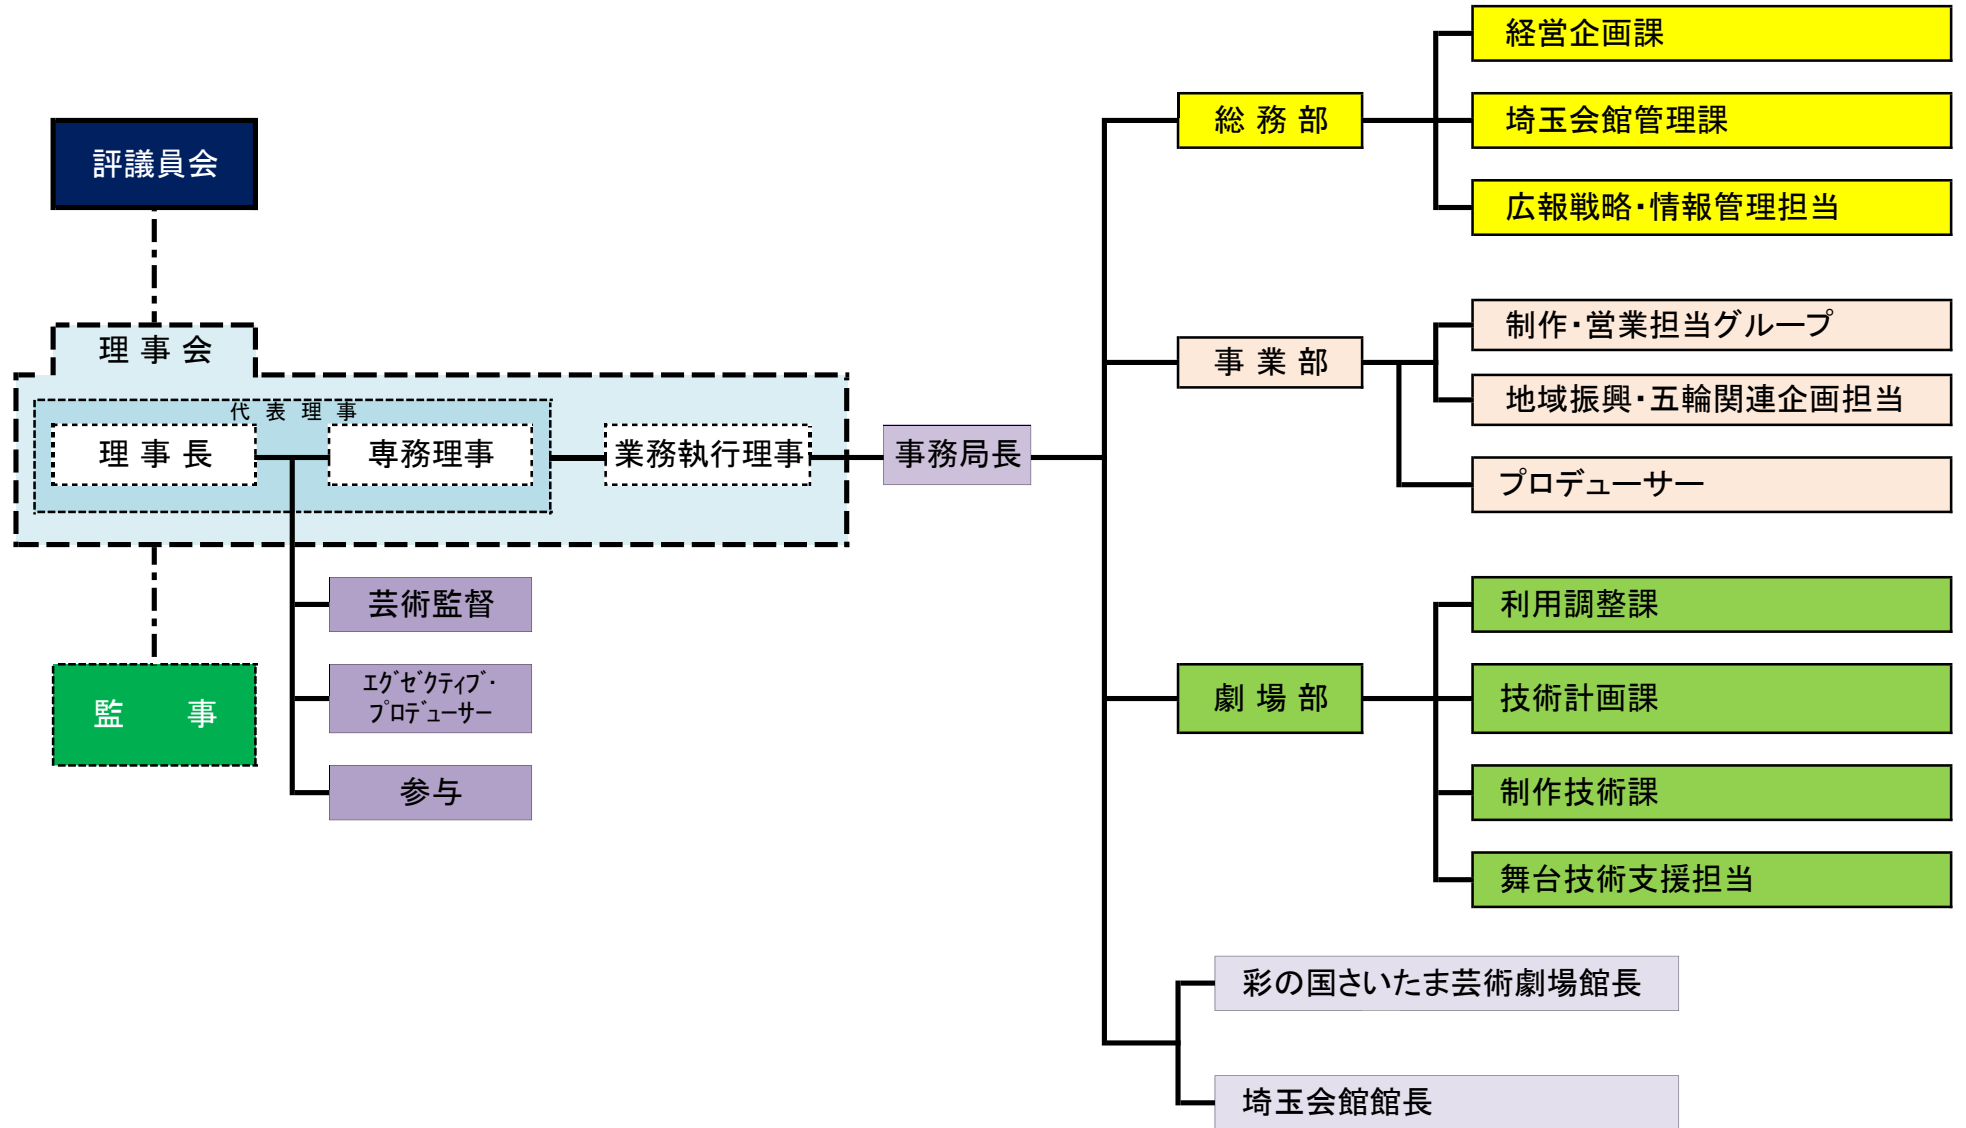 評議員会
理事会
代表理事
理事長
専務理事
業務執行理事
事務局長
芸術監督
ｴｸﾞｾﾞｸﾃｨﾌﾞ・
ﾌﾟﾛﾃﾞｭｰｻｰ
参与
監　　事
総務部
経営企画課
埼玉会館管理課
広報戦略・情報管理担当
事業部
制作・営業担当グループ
地域振興・五輪関連企画担当
プロデューサー
劇場部
利用調整課
技術計画課
制作技術課
舞台技術支援担当
彩の国さいたま芸術劇場館長
埼玉会館館長